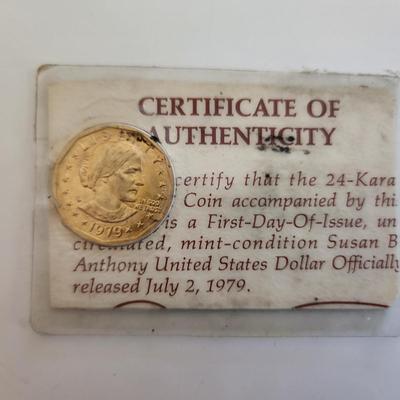 CERTIFICATE OF
AUTHENTICITY
certify that the 24-Kara
Coin accompanied by thi
is a First-Day-Of-Issue, un
circulated, mint-condition Susan B
Anthony United States Dollar Officially
released July 2, 1979.
LIBERTY
1979